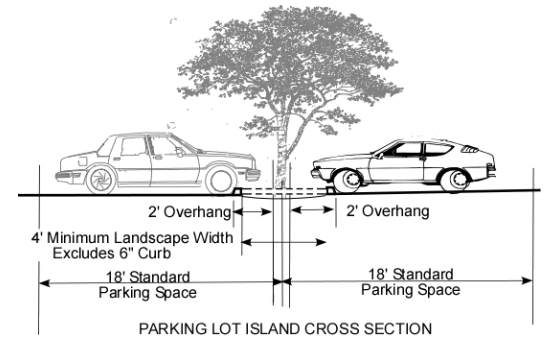 2' Overhang
2' Overhang
4' Minimum Landscape Width
Excludes 6" Curb
18' Standard
Parking Space
18' Standard
Parking Space
PARKING LOT ISLAND CROSS SECTION